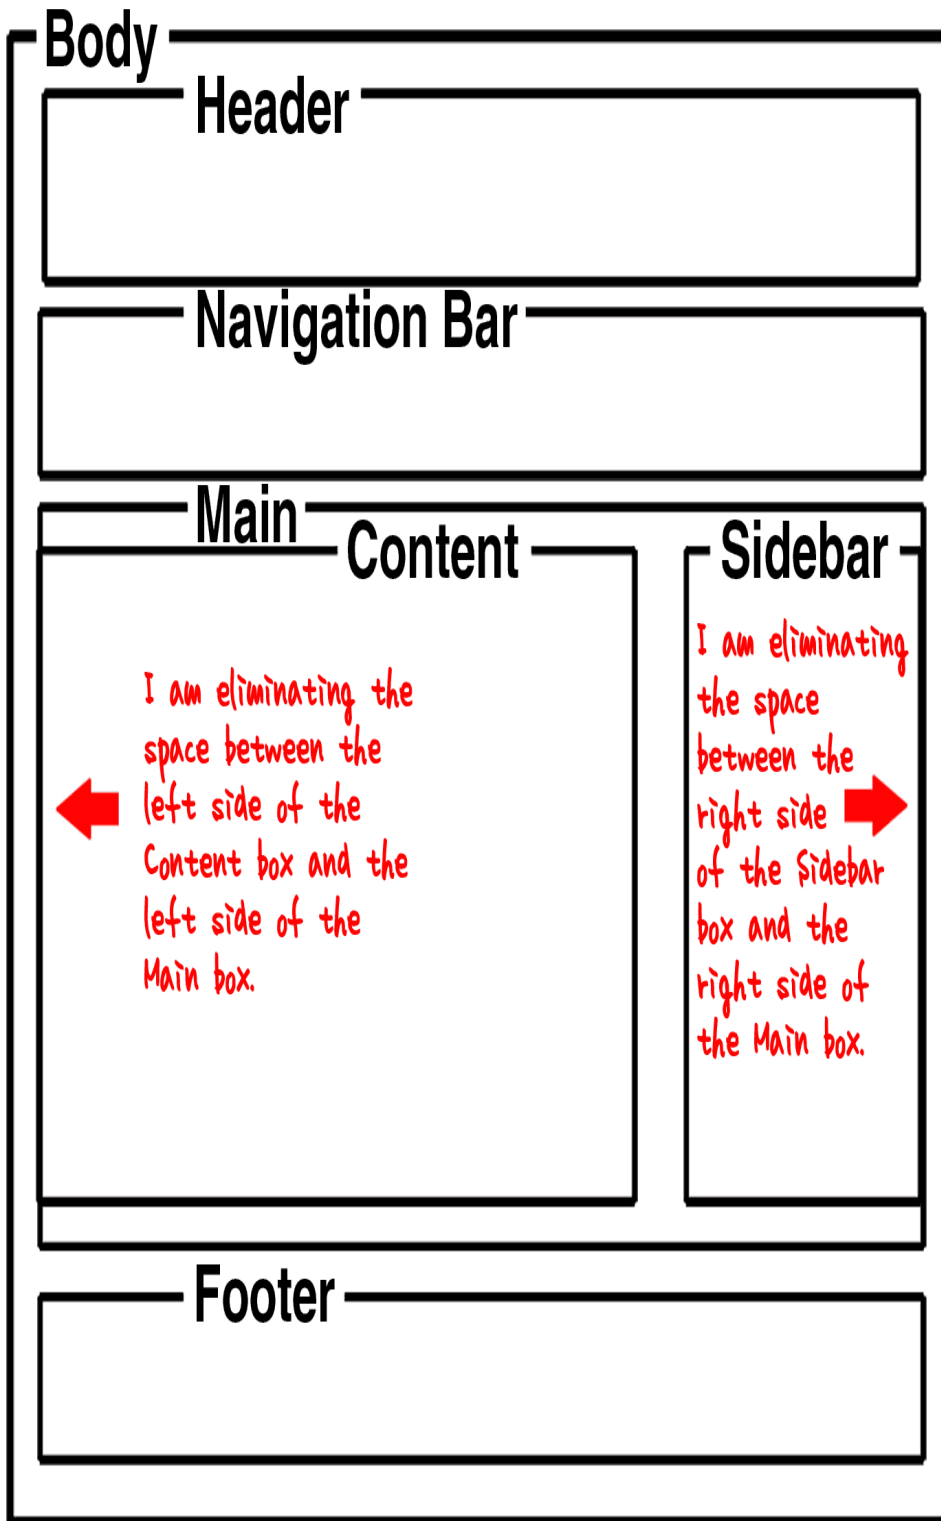 Body
Header
Navigation Bar
Main
Content
Sidebar
I am eliminating the
space between the
left side of the
Content box and the
left side of the
Main box.
I am eliminating
the space
between the
right side
of the Sidebar
box and the
right side of
the Main box.
Footer